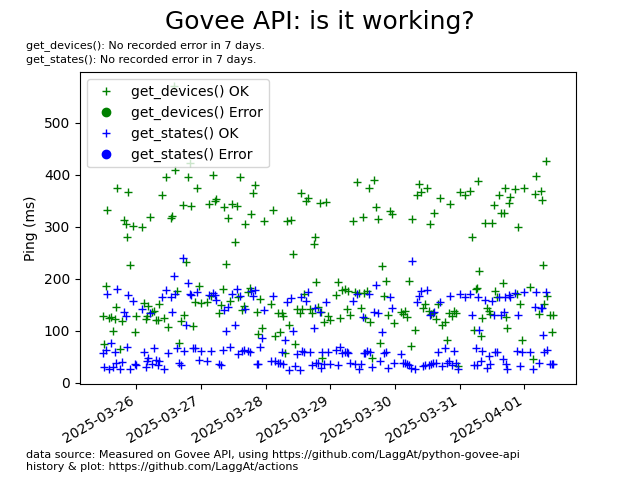 Govee API: is it working?
get_devices(): No recorded error in 7 days.
get_states(): No recorded error in 7 days.
get_devices() OK
get_devices() Error
get_states() OK
get_states() Error
Ping (ms)
500
400
300
200
100
0
2025-03-26
2025-03-27
2025-03-28
2025-03-29
2025-03-30
2025-03-31
2025-04-01
data source: Measured on Govee API, using https://github.com/LaggAt/python-govee-api
history & plot: https://github.com/LaggAt/actions